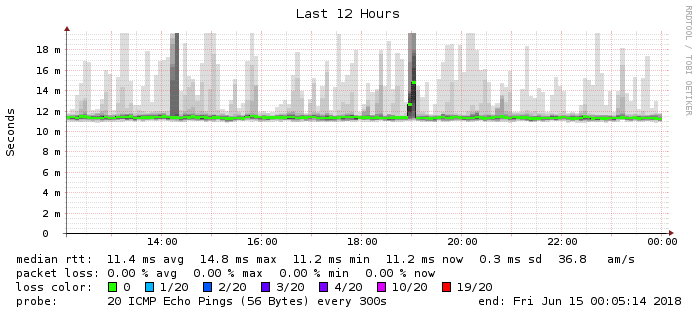 Last 12 Hours
RRDTOOL / TOBI OETIKER
Seconds
18 m
16 m
14 m
12 m
10 m
8 m
6 m
4 m
2 m
0
14:00 16:00 18:00 20:00 22:00 00:00
median rtt: 11.4 ms avg 14.8 ms max 11.2 ms min 11.2 ms now 0.3 ms sd 36.8 am/s
packet loss: 0.00 % avg 0.00 % max 0.00 % min 0.00 % now
loss color: 0 1/20 2/20 3/20 4/20 10/20 19/20
probe: 20 ICMP Echo Pings (56 Bytes) every 300s end: Fri Jun 15 00:05:14 2018